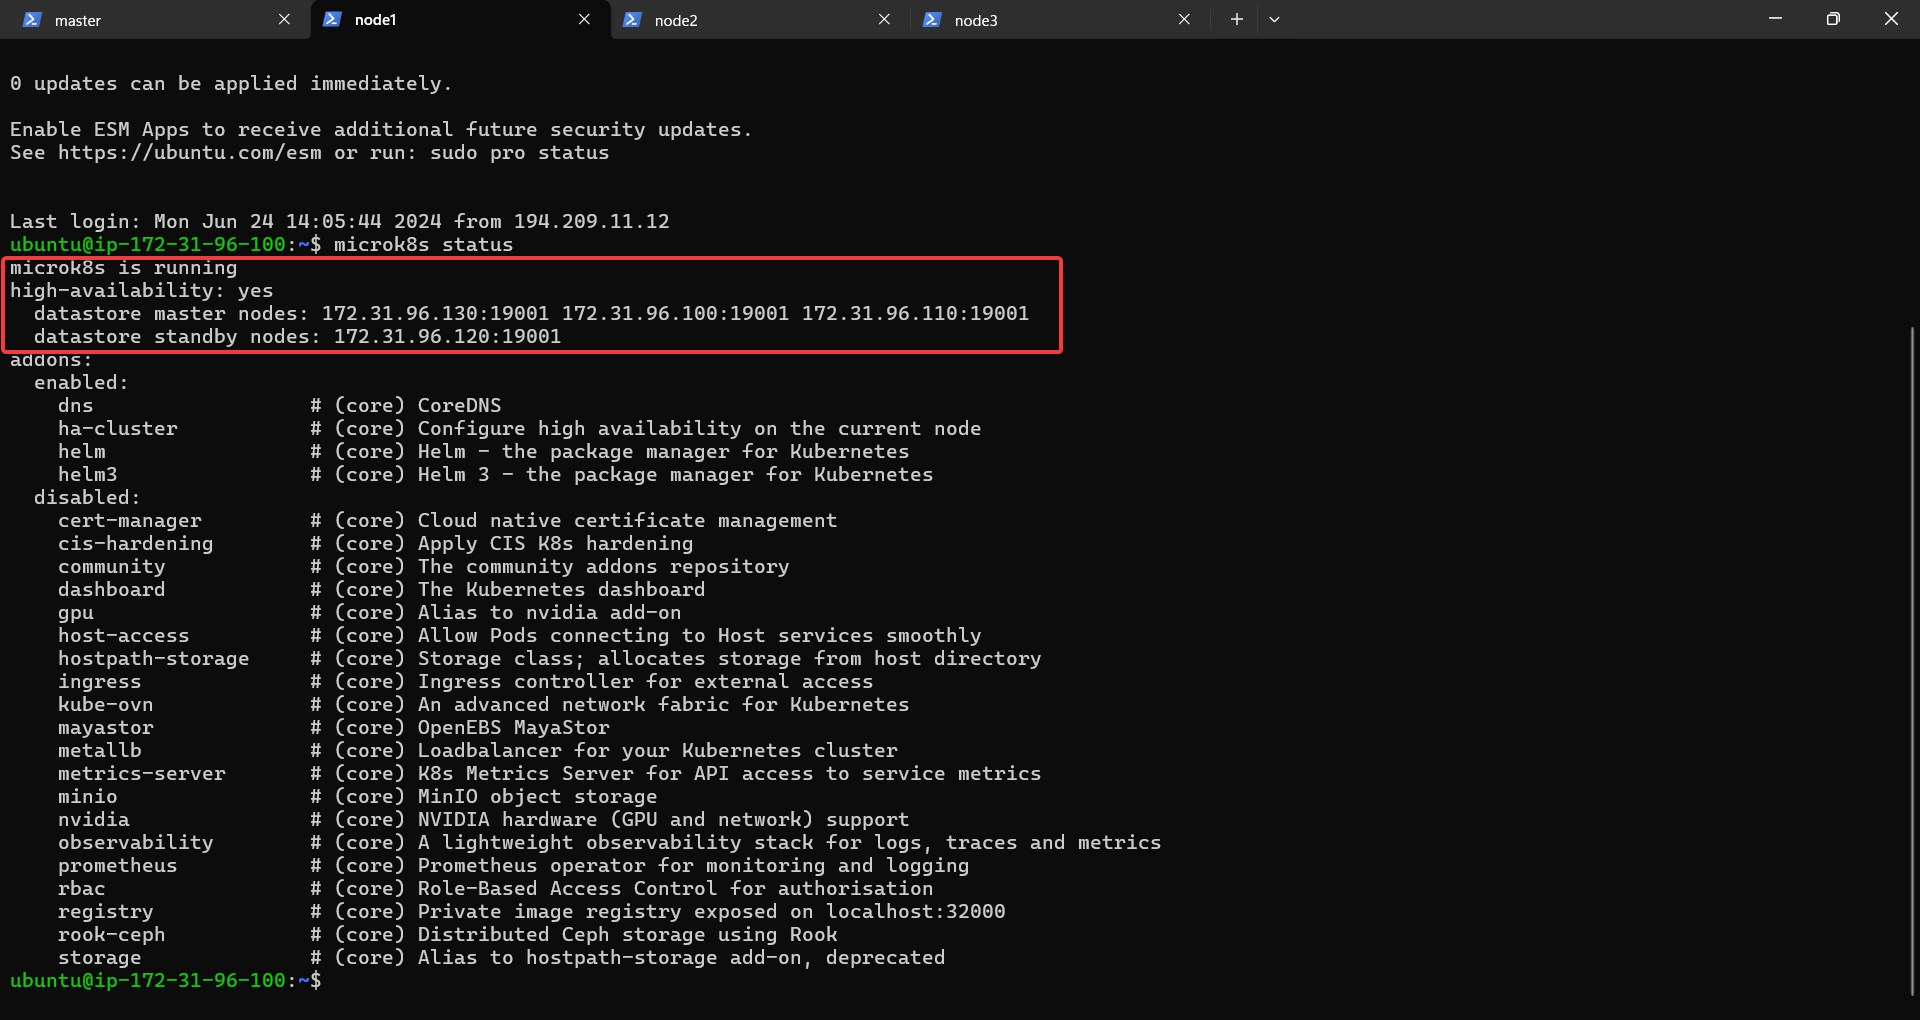 master
node1
node2
node3
0 updates can be applied immediately.
Enable ESM Apps to receive additional future security updates.
See https://ubuntu.com/esm or run: sudo pro status
Last login: Mon Jun 24 14:05:44 2024 from 194.209.11.12
ubuntu@ip-172-31-96-100:~$ microk8s status
microk8s is running
high-availability: yes
  datastore master nodes: 172.31.96.130:19001 172.31.96.100:19001 172.31.96.110:19001
  datastore standby nodes: 172.31.96.120:19001
addons:
  enabled:
    dns                  # (core) CoreDNS
    ha-cluster           # (core) Configure high availability on the current node
    helm                 # (core) Helm - the package manager for Kubernetes
    helm3                # (core) Helm 3 - the package manager for Kubernetes
  disabled:
    cert-manager         # (core) Cloud native certificate management
    cis-hardening        # (core) Apply CIS K8s hardening
    community            # (core) The community addons repository
    dashboard            # (core) The Kubernetes dashboard
    gpu                  # (core) Alias to nvidia add-on
    host-access          # (core) Allow Pods connecting to Host services smoothly
    hostpath-storage     # (core) Storage class; allocates storage from host directory
    ingress              # (core) Ingress controller for external access
    kube-ovn             # (core) An advanced network fabric for Kubernetes
    mayastor             # (core) OpenEBS MayaStor
    metallb              # (core) Loadbalancer for your Kubernetes cluster
    metrics-server       # (core) K8s Metrics Server for API access to service metrics
    minio                # (core) MinIO object storage
    nvidia               # (core) NVIDIA hardware (GPU and network) support
    observability        # (core) A lightweight observability stack for logs, traces and metrics
    prometheus           # (core) Prometheus operator for monitoring and logging
    rbac                 # (core) Role-Based Access Control for authorisation
    registry             # (core) Private image registry exposed on localhost:32000
    rook-ceph            # (core) Distributed Ceph storage using Rook
    storage              # (core) Alias to hostpath-storage add-on, deprecated
ubuntu@ip-172-31-96-100:~$